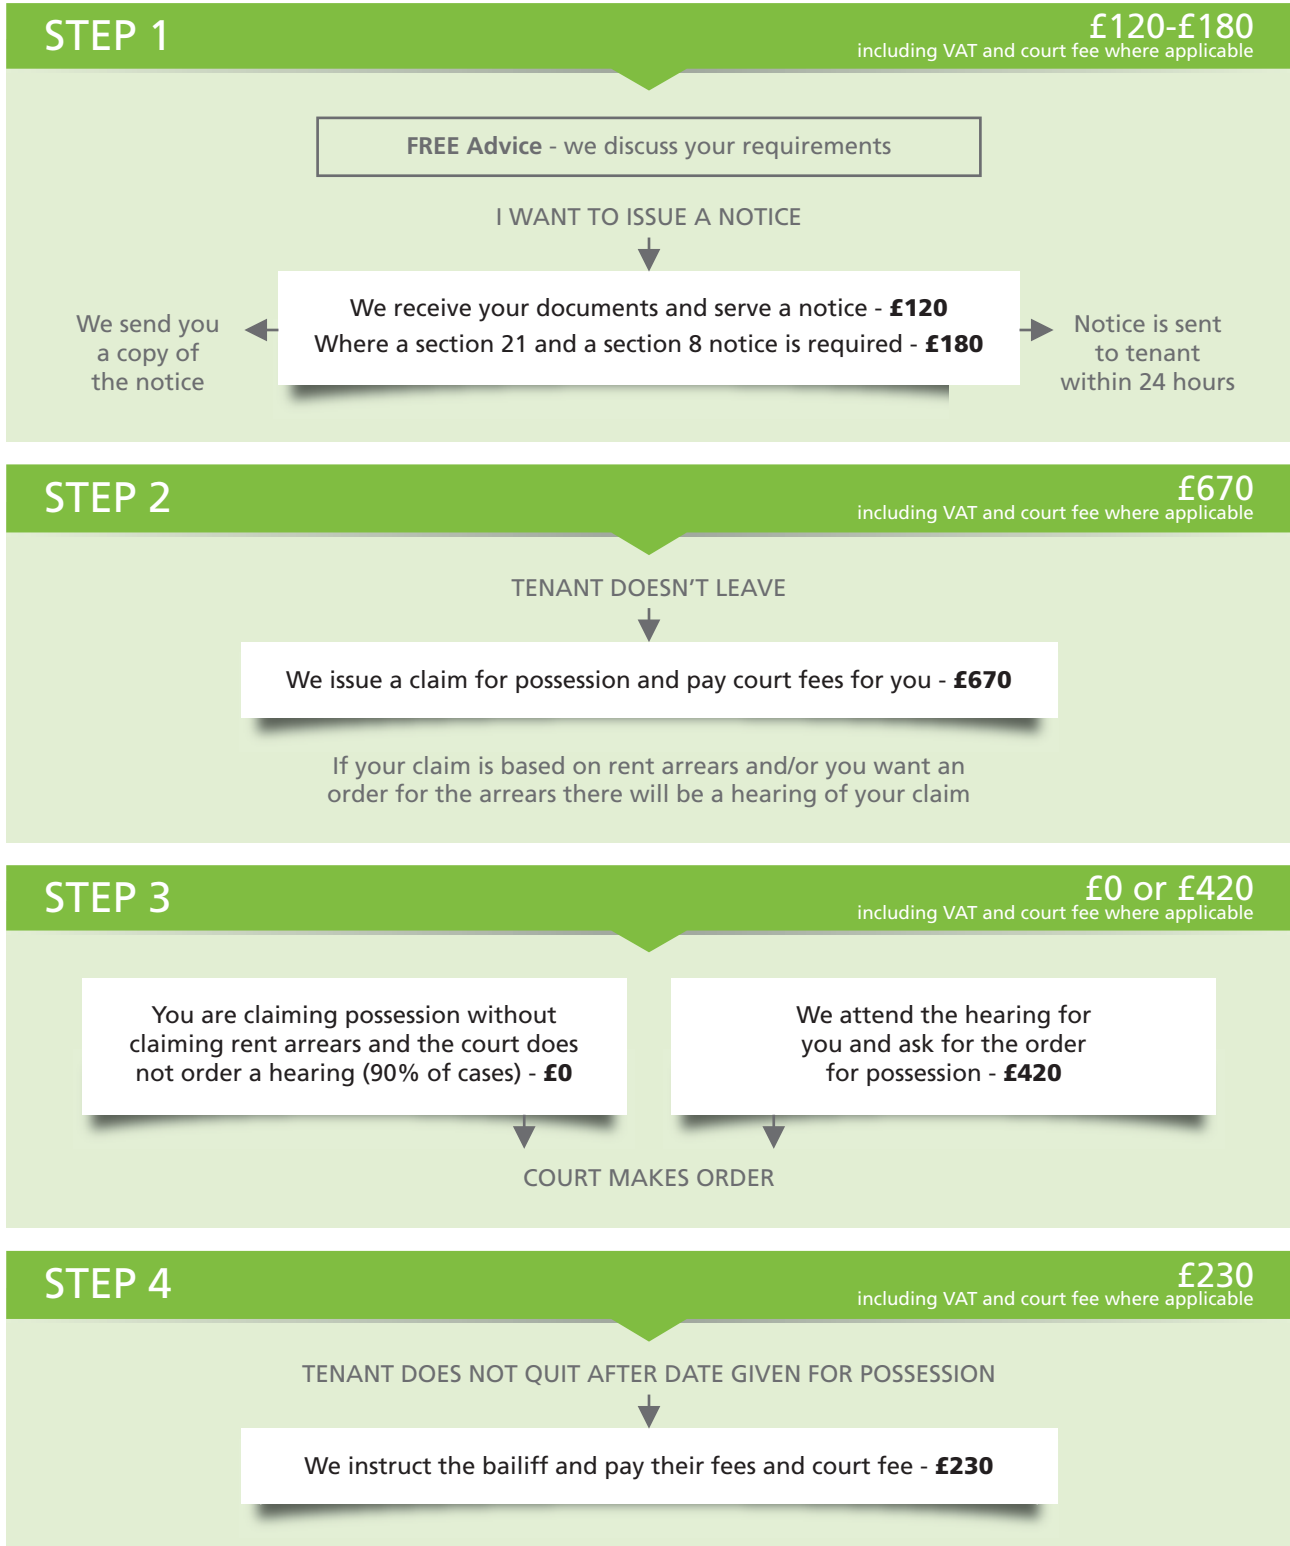 STEP 1
£120-£180
including VAT and court fee where applicable
FREE Advice - we discuss your requirements
I WANT TO ISSUE A NOTICE
We send you
a copy of
the notice
We receive your documents and serve a notice - £120
Where a section 21 and a section 8 notice is required - £180
Notice is sent
to tenant
within 24 hours
STEP 2
£670
including VAT and court fee where applicable
TENANT DOESN'T LEAVE
We issue a claim for possession and pay court fees for you - £670
If your claim is based on rent arrears and/or you want an
order for the arrears there will be a hearing of your claim
STEP 3
£0 or £420
including VAT and court fee where applicable
You are claiming possession without
claiming rent arrears and the court does
not order a hearing (90% of cases) - £0
We attend the hearing for
you and ask for the order
for possession - £420
COURT MAKES ORDER
STEP 4
£230
including VAT and court fee where applicable
TENANT DOES NOT QUIT AFTER DATE GIVEN FOR POSSESSION
We instruct the bailiff and pay their fees and court fee - £230